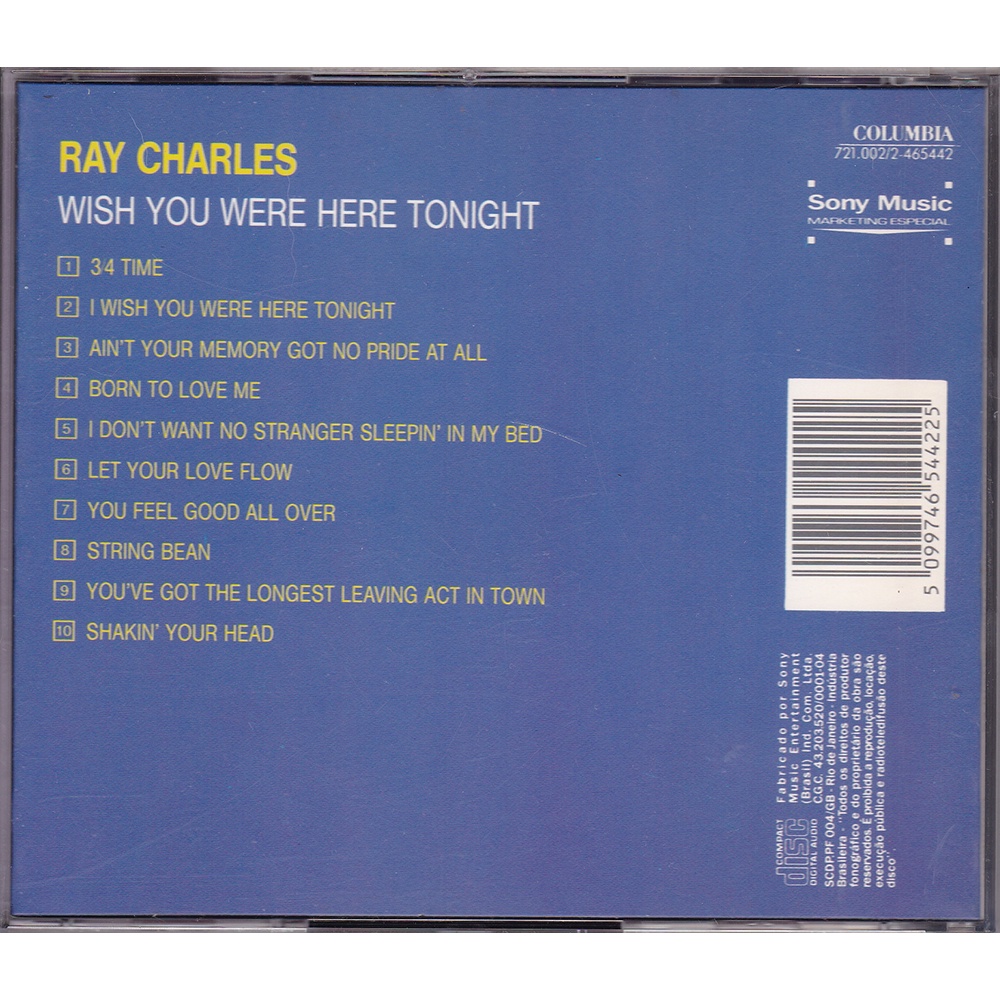 RAY CHARLES
WISH YOU WERE HERE TONIGHT
1 3/4 TIME
2 I WISH YOU WERE HERE TONIGHT
3 AIN'T YOUR MEMORY GOT NO PRIDE AT ALL
4 BORN TO LOVE ME
5 I DON'T WANT NO STRANGER SLEEPIN' IN MY BED
6 LET YOUR LOVE FLOW
7 YOU FEEL GOOD ALL OVER
8 STRING BEAN
9 YOU'VE GOT THE LONGEST LEAVING ACT IN TOWN
10 SHAKIN' YOUR HEAD
COLUMBIA
721.002/2-465442
Sony Music
MARKETING ESPECIAL
5 099746 544225
COMPACT
disc
DIGITAL AUDIO
Fabricado por Sony
Music Entertainment
(Brasil) Ind. Com. Ltda.
C.G.C. 43.203.520/0001-04
SCDP.PF 004/GB - Rio de Janeiro - Indústria
Brasileira - "Todos os direitos de produtor
fonográfico e do proprietário da obra são
reservados. É proibida a reprodução, locação,
execução pública e radioteledifusão deste
disco".